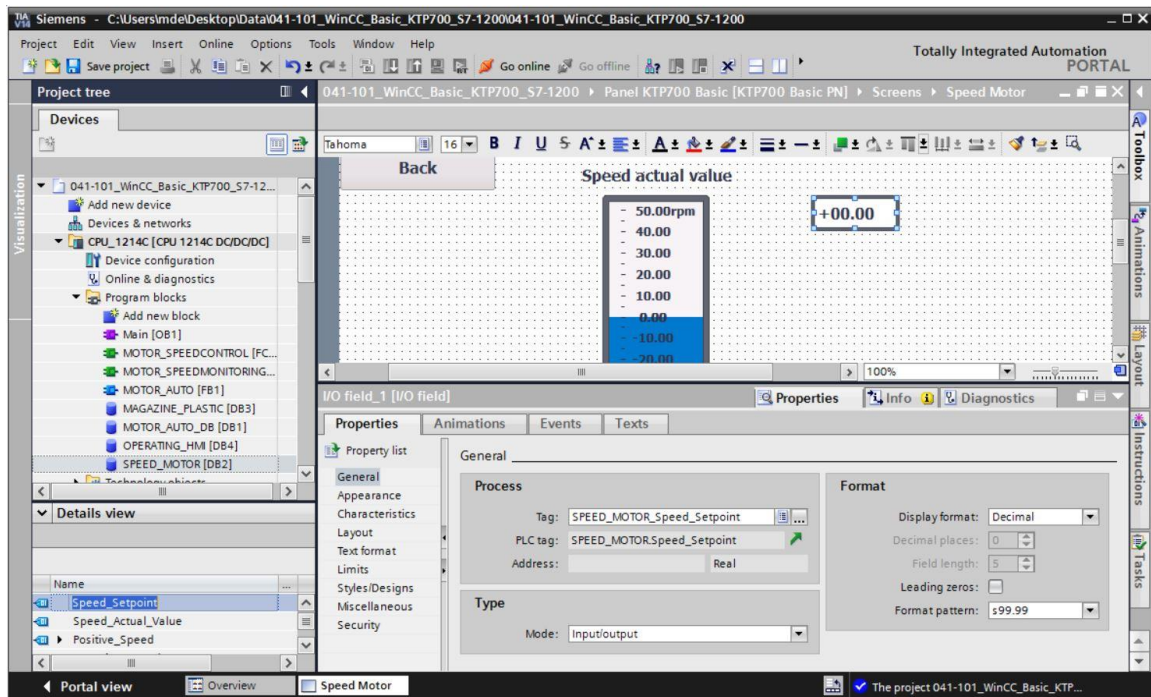 Siemens - C:\Users\mde\Desktop\Data\041-101_WinCC_Basic_KTP700_S7-1200\041-101_WinCC_Basic_KTP700_S7-1200
Project Edit View Insert Online Options Tools Window Help
Totally Integrated Automation
PORTAL
Save project Go online Go offline
Project tree
041-101_WinCC_Basic_KTP700_S7-1200 Panel KTP700 Basic [KTP700 Basic PN] Screens Speed Motor
Devices
Tahoma 16 B I U S A
041-101_WinCC_Basic_KTP700_S7-12...
Add new device
Devices & networks
CPU_1214C [CPU 1214C DC/DC/DC]
Device configuration
Online & diagnostics
Program blocks
Add new block
Main [OB1]
MOTOR_SPEEDCONTROL [FC...
MOTOR_SPEEDMONITORING...
MOTOR_AUTO [FB1]
MAGAZINE_PLASTIC [DB3]
MOTOR_AUTO_DB [DB1]
OPERATING_HMI [DB4]
SPEED_MOTOR [DB2]
Technology objects
Visualization
Back
Speed actual value
50.00rpm
40.00
30.00
20.00
10.00
0.00
-10.00
-20.00
+00.00
100%
Toolbox
Animations
Layout
Instructions
Tasks
I/O field_1 [I/O field]
Properties Info Diagnostics
Properties Animations Events Texts
Property list
General
Appearance
Characteristics
Layout
Text format
Limits
Styles/Designs
Miscellaneous
Security
General
Process
Tag: SPEED_MOTOR_Speed_Setpoint
PLC tag: SPEED_MOTOR.Speed_Setpoint
Address: Real
Type
Mode: Input/output
Format
Display format: Decimal
Decimal places: 0
Field length: 5
Leading zeros:
Format pattern: s99.99
Details view
Name ...
Speed_Setpoint
Speed_Actual_Value
Positive_Speed
Portal view Overview Speed Motor
The project 041-101_WinCC_Basic_KTP...